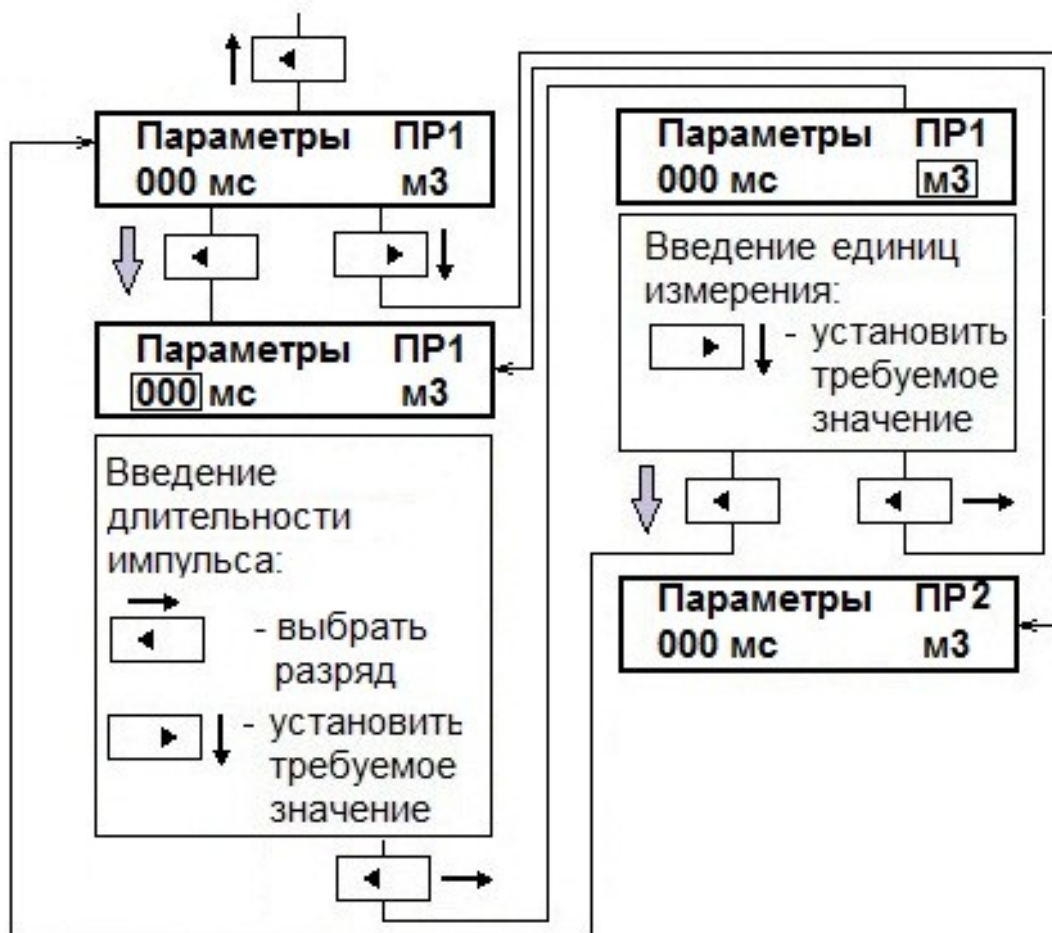 Параметры ПР1
000 мс м3
Параметры ПР1
000 мс м3
Введение
длительности
импульса:
- выбрать
разряд
- установить
требуемое
значение
Параметры ПР1
000 мс м3
Введение единиц
измерения:
- установить
требуемое
значение
Параметры ПР2
000 мс м3